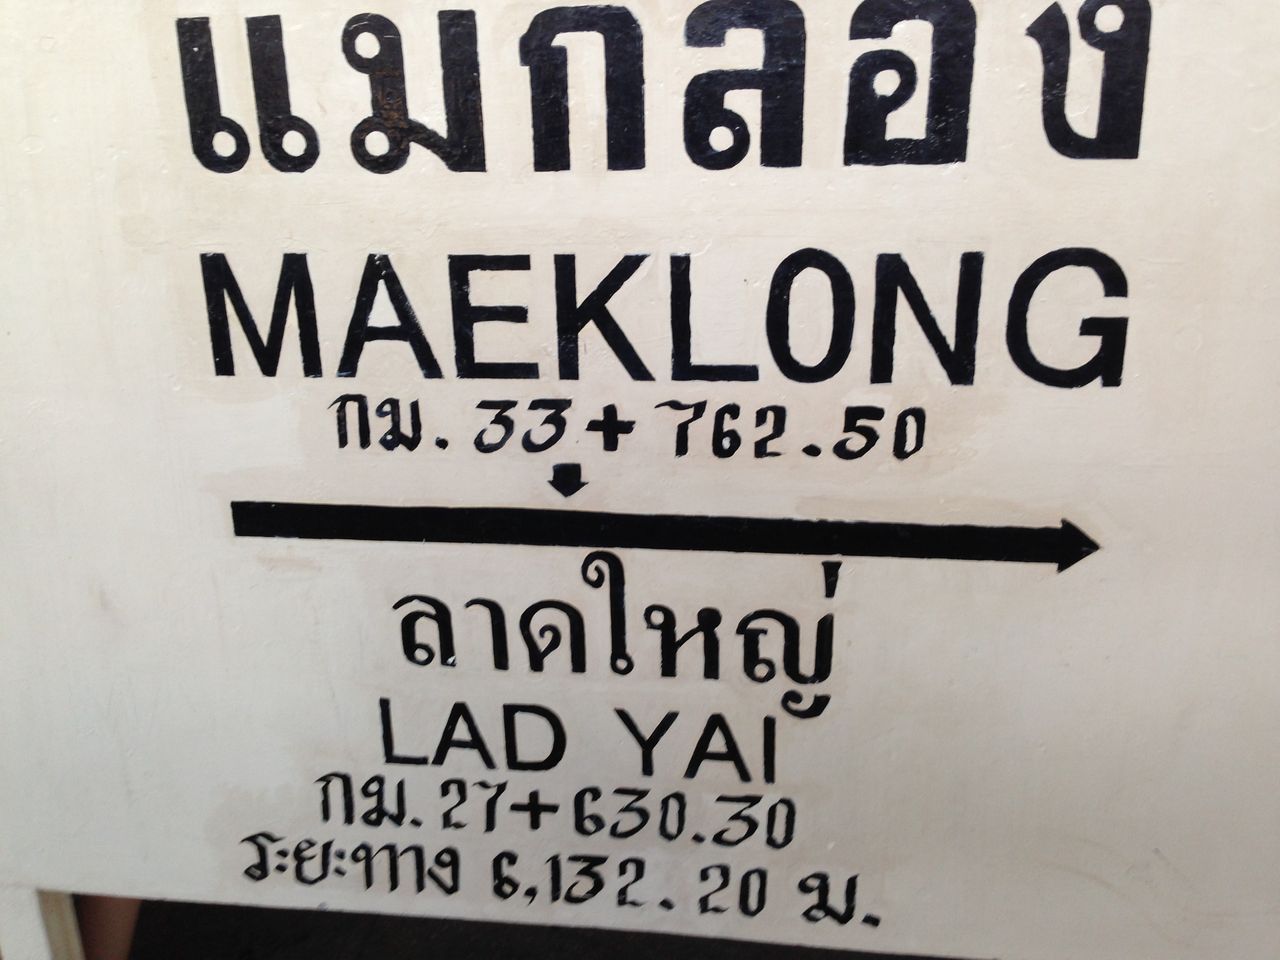 แมกลอง
MAEKLONG
กม. 33+762.50
ลาดใหญ่
LAD YAI
กม. 27+630.30
ระยะทาง 6,132.20 ม.